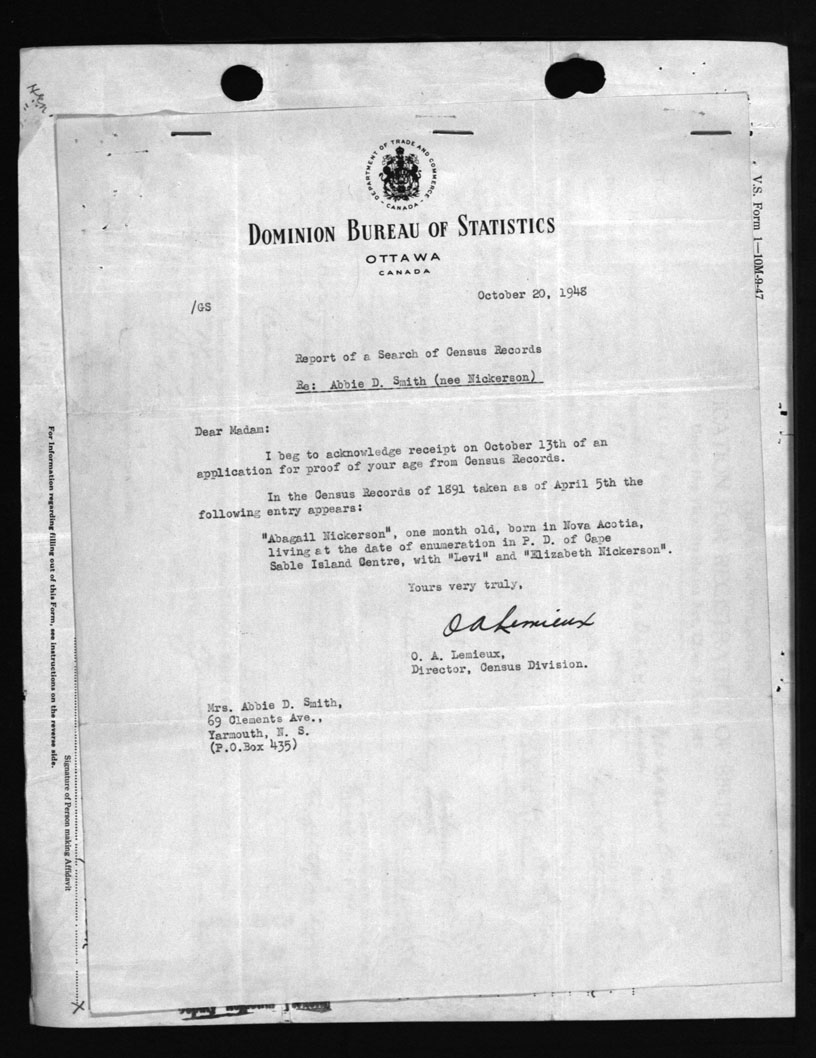 DEPARTMENT OF TRADE AND COMMERCE
- CANADA -
DOMINION BUREAU OF STATISTICS
OTTAWA
CANADA
October 20, 1948
/GS
Report of a Search of Census Records
Re: Abbie D. Smith (nee Nickerson)
Dear Madam:
I beg to acknowledge receipt on October 13th of an
application for proof of your age from Census Records.
In the Census Records of 1891 taken as of April 5th the
following entry appears:
"Abagail Nickerson", one month old, born in Nova Acotia,
living at the date of enumeration in P. D. of Cape
Sable Island Centre, with "Levi" and "Elizabeth Nickerson".
Yours very truly,
O A Lemieux
O. A. Lemieux,
Director, Census Division.
Mrs. Abbie D. Smith,
69 Clements Ave.,
Yarmouth, N. S.
(P.O.Box 435)
V.S. Form 1—10M-9-47
For Information regarding filling out of this Form, see instructions on the reverse side.
Signature of Person making Affidavit
X